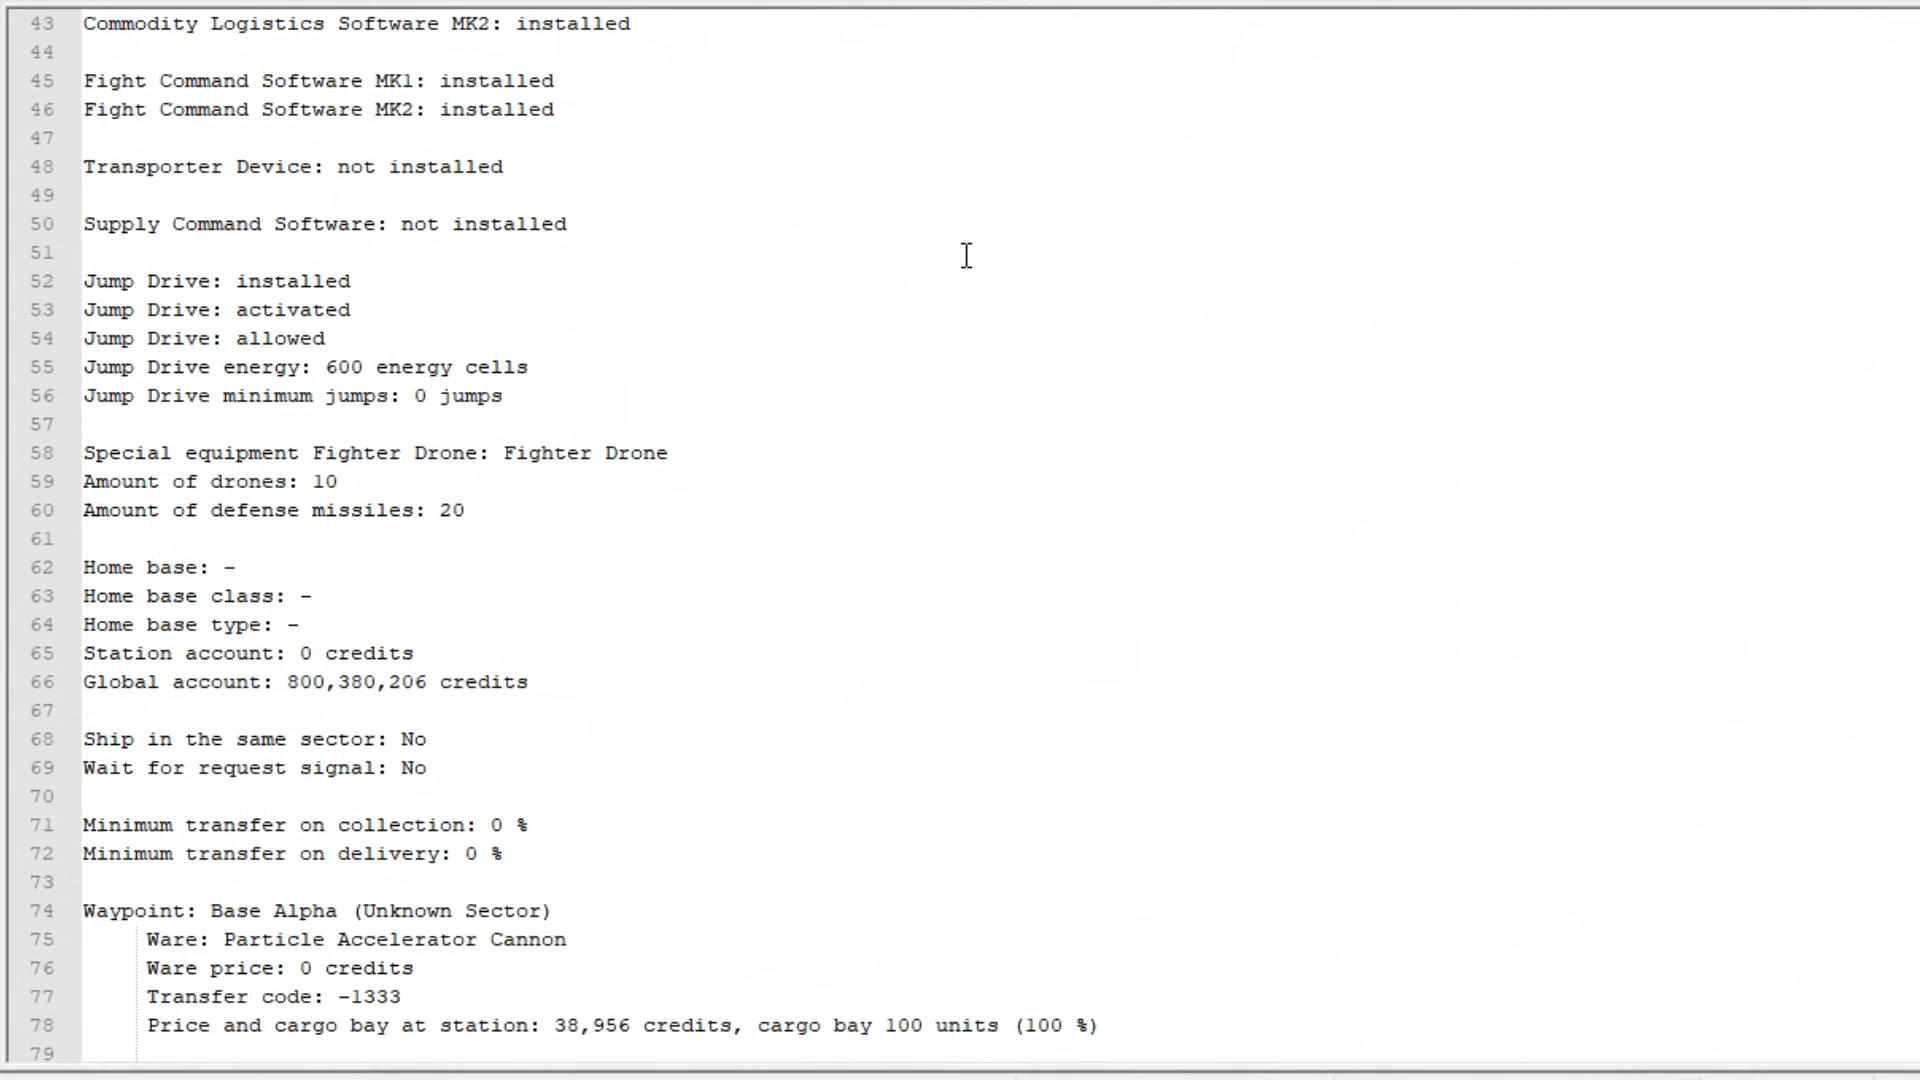 43 Commodity Logistics Software MK2: installed
44
45 Fight Command Software MK1: installed
46 Fight Command Software MK2: installed
47
48 Transporter Device: not installed
49
50 Supply Command Software: not installed
51
52 Jump Drive: installed
53 Jump Drive: activated
54 Jump Drive: allowed
55 Jump Drive energy: 600 energy cells
56 Jump Drive minimum jumps: 0 jumps
57
58 Special equipment Fighter Drone: Fighter Drone
59 Amount of drones: 10
60 Amount of defense missiles: 20
61
62 Home base: -
63 Home base class: -
64 Home base type: -
65 Station account: 0 credits
66 Global account: 800,380,206 credits
67
68 Ship in the same sector: No
69 Wait for request signal: No
70
71 Minimum transfer on collection: 0 %
72 Minimum transfer on delivery: 0 %
73
74 Waypoint: Base Alpha (Unknown Sector)
75 Ware: Particle Accelerator Cannon
76 Ware price: 0 credits
77 Transfer code: -1333
78 Price and cargo bay at station: 38,956 credits, cargo bay 100 units (100 %)
79